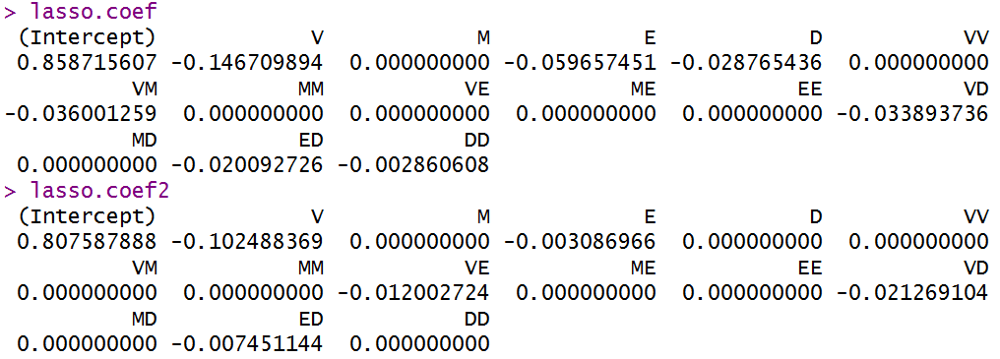 > lasso.coef
(Intercept) V M E D VV
0.858715607 -0.146709894 0.000000000 -0.059657451 -0.028765436 0.000000000
VM MM VE ME EE VD
-0.036001259 0.000000000 0.000000000 0.000000000 0.000000000 -0.033893736
MD ED DD
0.000000000 -0.020092726 -0.002860608
> lasso.coef2
(Intercept) V M E D VV
0.807587888 -0.102488369 0.000000000 -0.003086966 0.000000000 0.000000000
VM MM VE ME EE VD
0.000000000 0.000000000 -0.012002724 0.000000000 0.000000000 -0.021269104
MD ED DD
0.000000000 -0.007451144 0.000000000